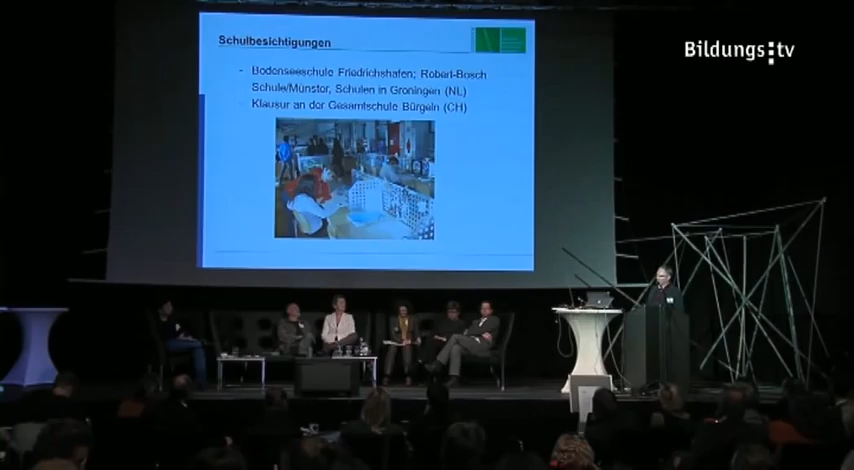 Schulbesichtigungen
Bildungs:tv
- Bodenseeschule Friedrichshafen; Robert-Bosch
Schule/Münster, Schulen in Groningen (NL)
- Klausur an der Gesamtschule Bürgeln (CH)